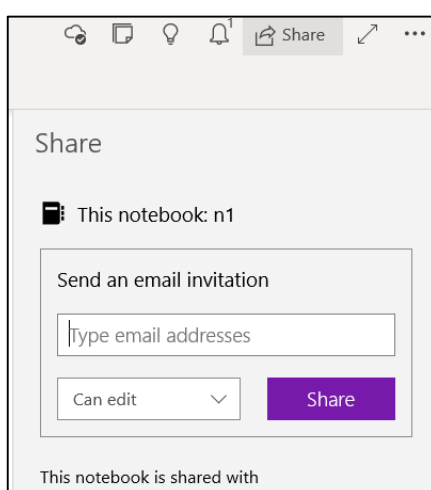 1
Share
Share
This notebook: n1
Send an email invitation
Type email addresses
Can edit
Share
This notebook is shared with